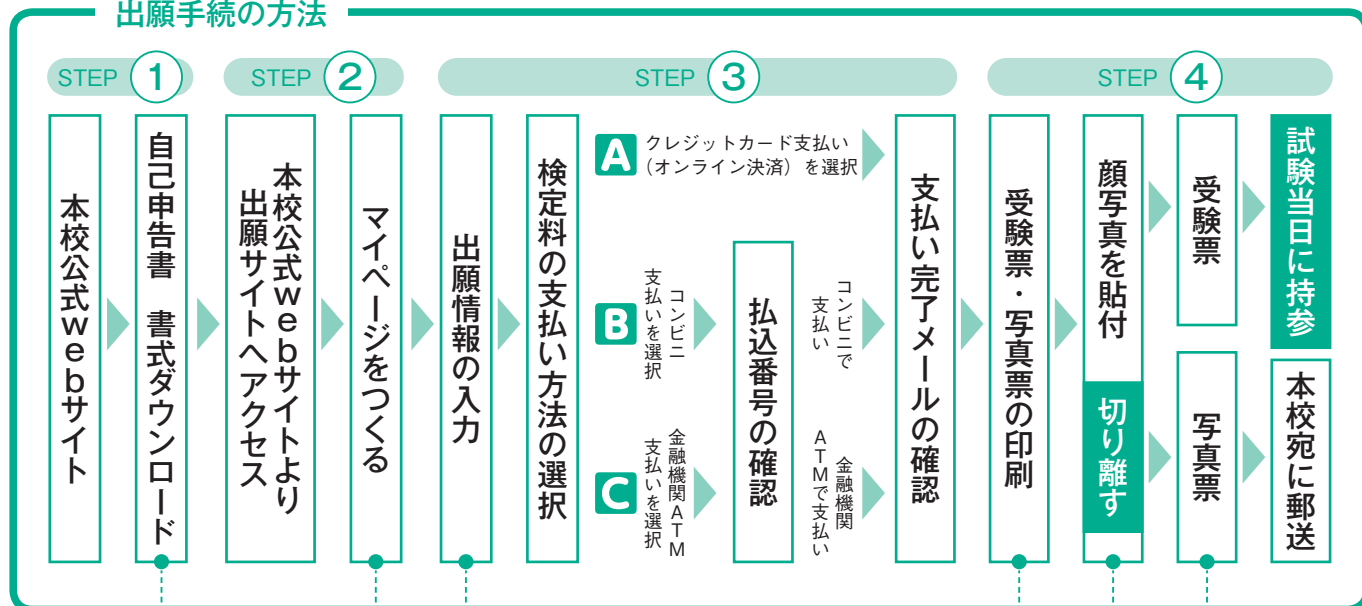 出願手続の方法
STEP 1
本校公式webサイト
自己申告書 書式ダウンロード
STEP 2
本校公式webサイトより
出願サイトへアクセス
マイページをつくる
STEP 3
出願情報の入力
検定料の支払い方法の選択
A
クレジットカード支払い
（オンライン決済）を選択
B
コンビニ
支払いを選択
C
金融機関ATM
支払いを選択
払込番号の確認
コンビニで
支払い
金融機関
ATMで支払い
支払い完了メールの確認
STEP 4
受験票・写真票の印刷
顔写真を貼付
切り離す
受験票
試験当日に持参
写真票
本校宛に郵送